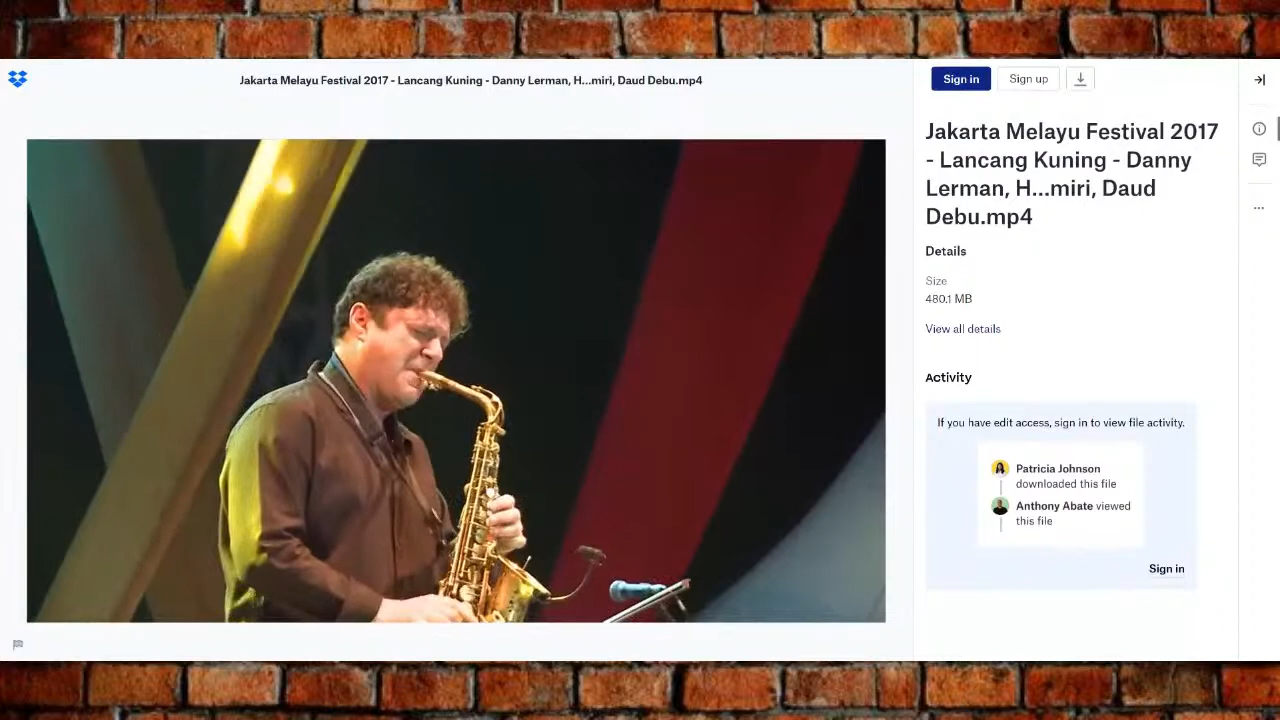 Jakarta Melayu Festival 2017 - Lancang Kuning - Danny Lerman, H...miri, Daud Debu.mp4
Sign in
Sign up
Jakarta Melayu Festival 2017
- Lancang Kuning - Danny
Lerman, H...miri, Daud
Debu.mp4
Details
Size
480.1 MB
View all details
Activity
If you have edit access, sign in to view file activity.
Patricia Johnson
downloaded this file
Anthony Abate viewed
this file
Sign in